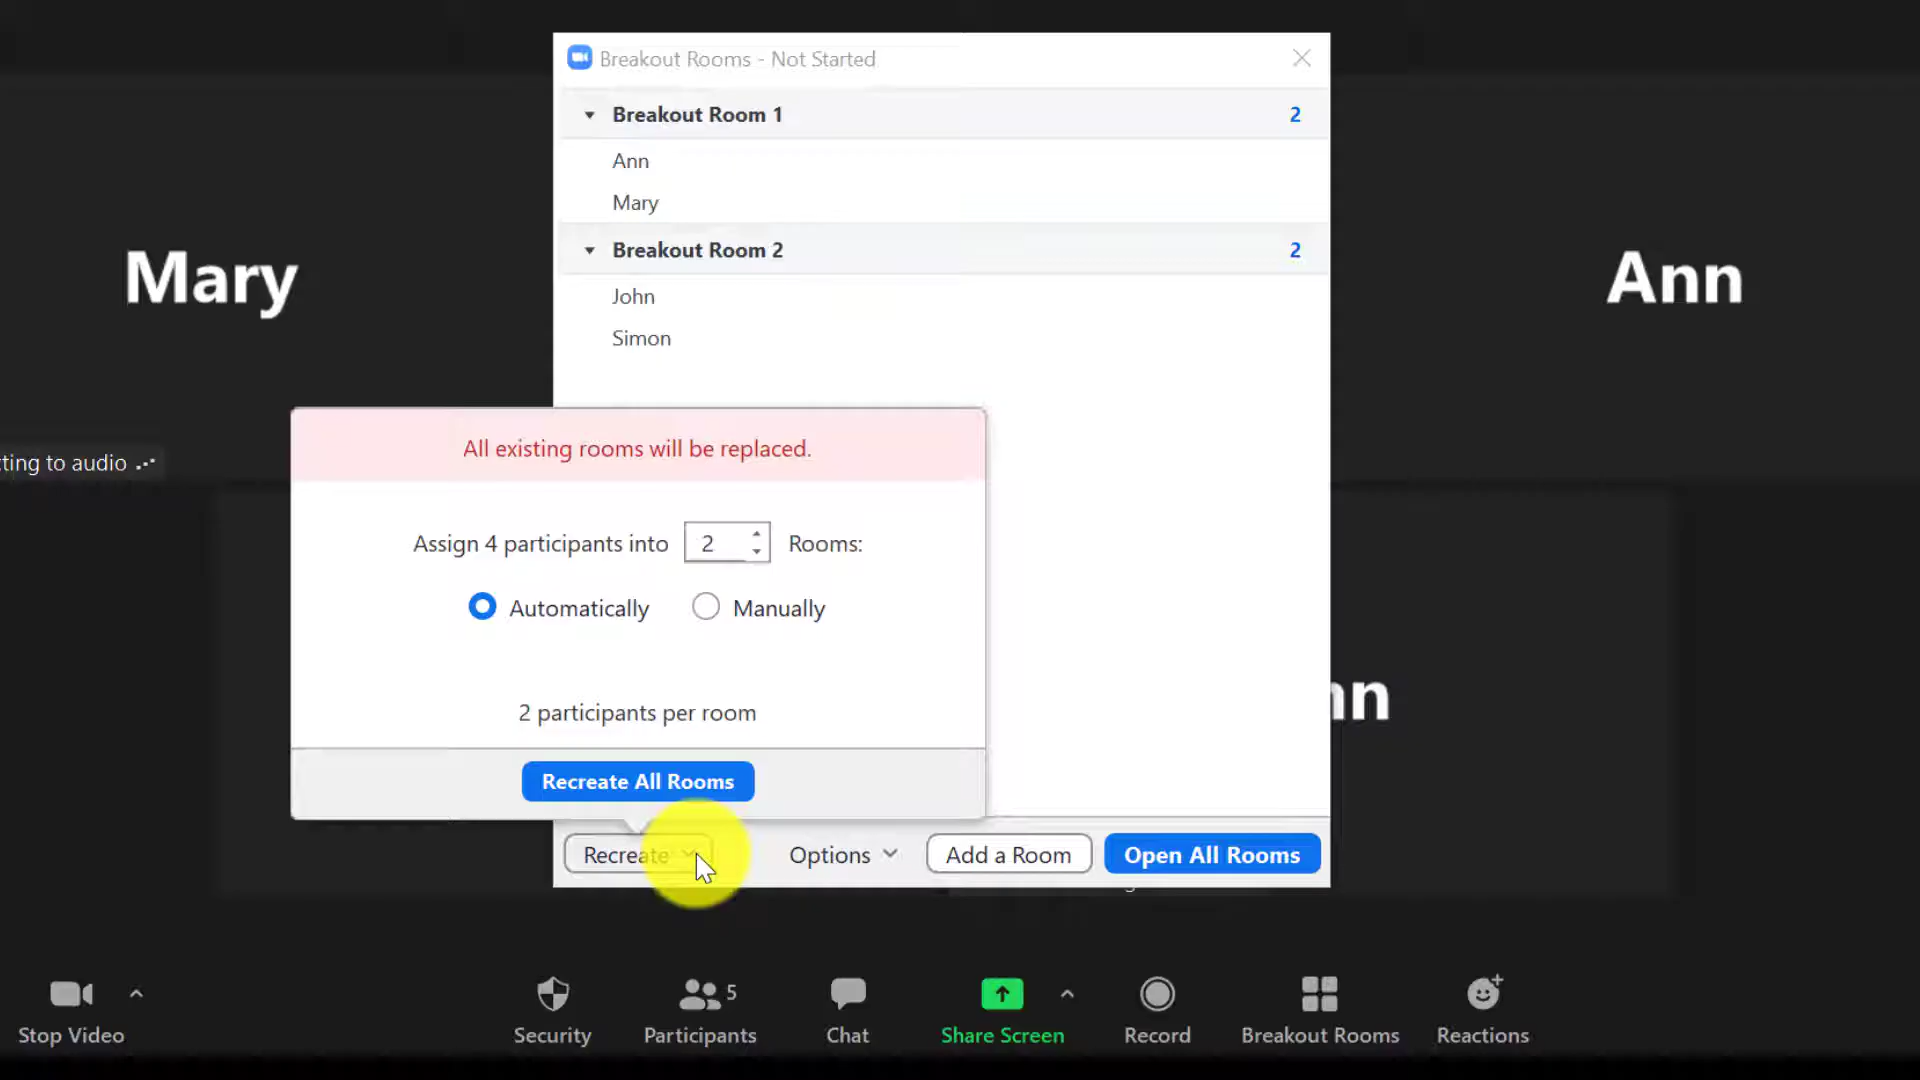 Breakout Rooms - Not Started
Breakout Room 1 2
Ann
Mary
Breakout Room 2 2
John
Simon
Mary
Ann
All existing rooms will be replaced.
ting to audio
Assign 4 participants into 2 Rooms:
Automatically Manually
2 participants per room
nn
Recreate All Rooms
Recreate Options Add a Room Open All Rooms
5
Stop Video Security Participants Chat Share Screen Record Breakout Rooms Reactions